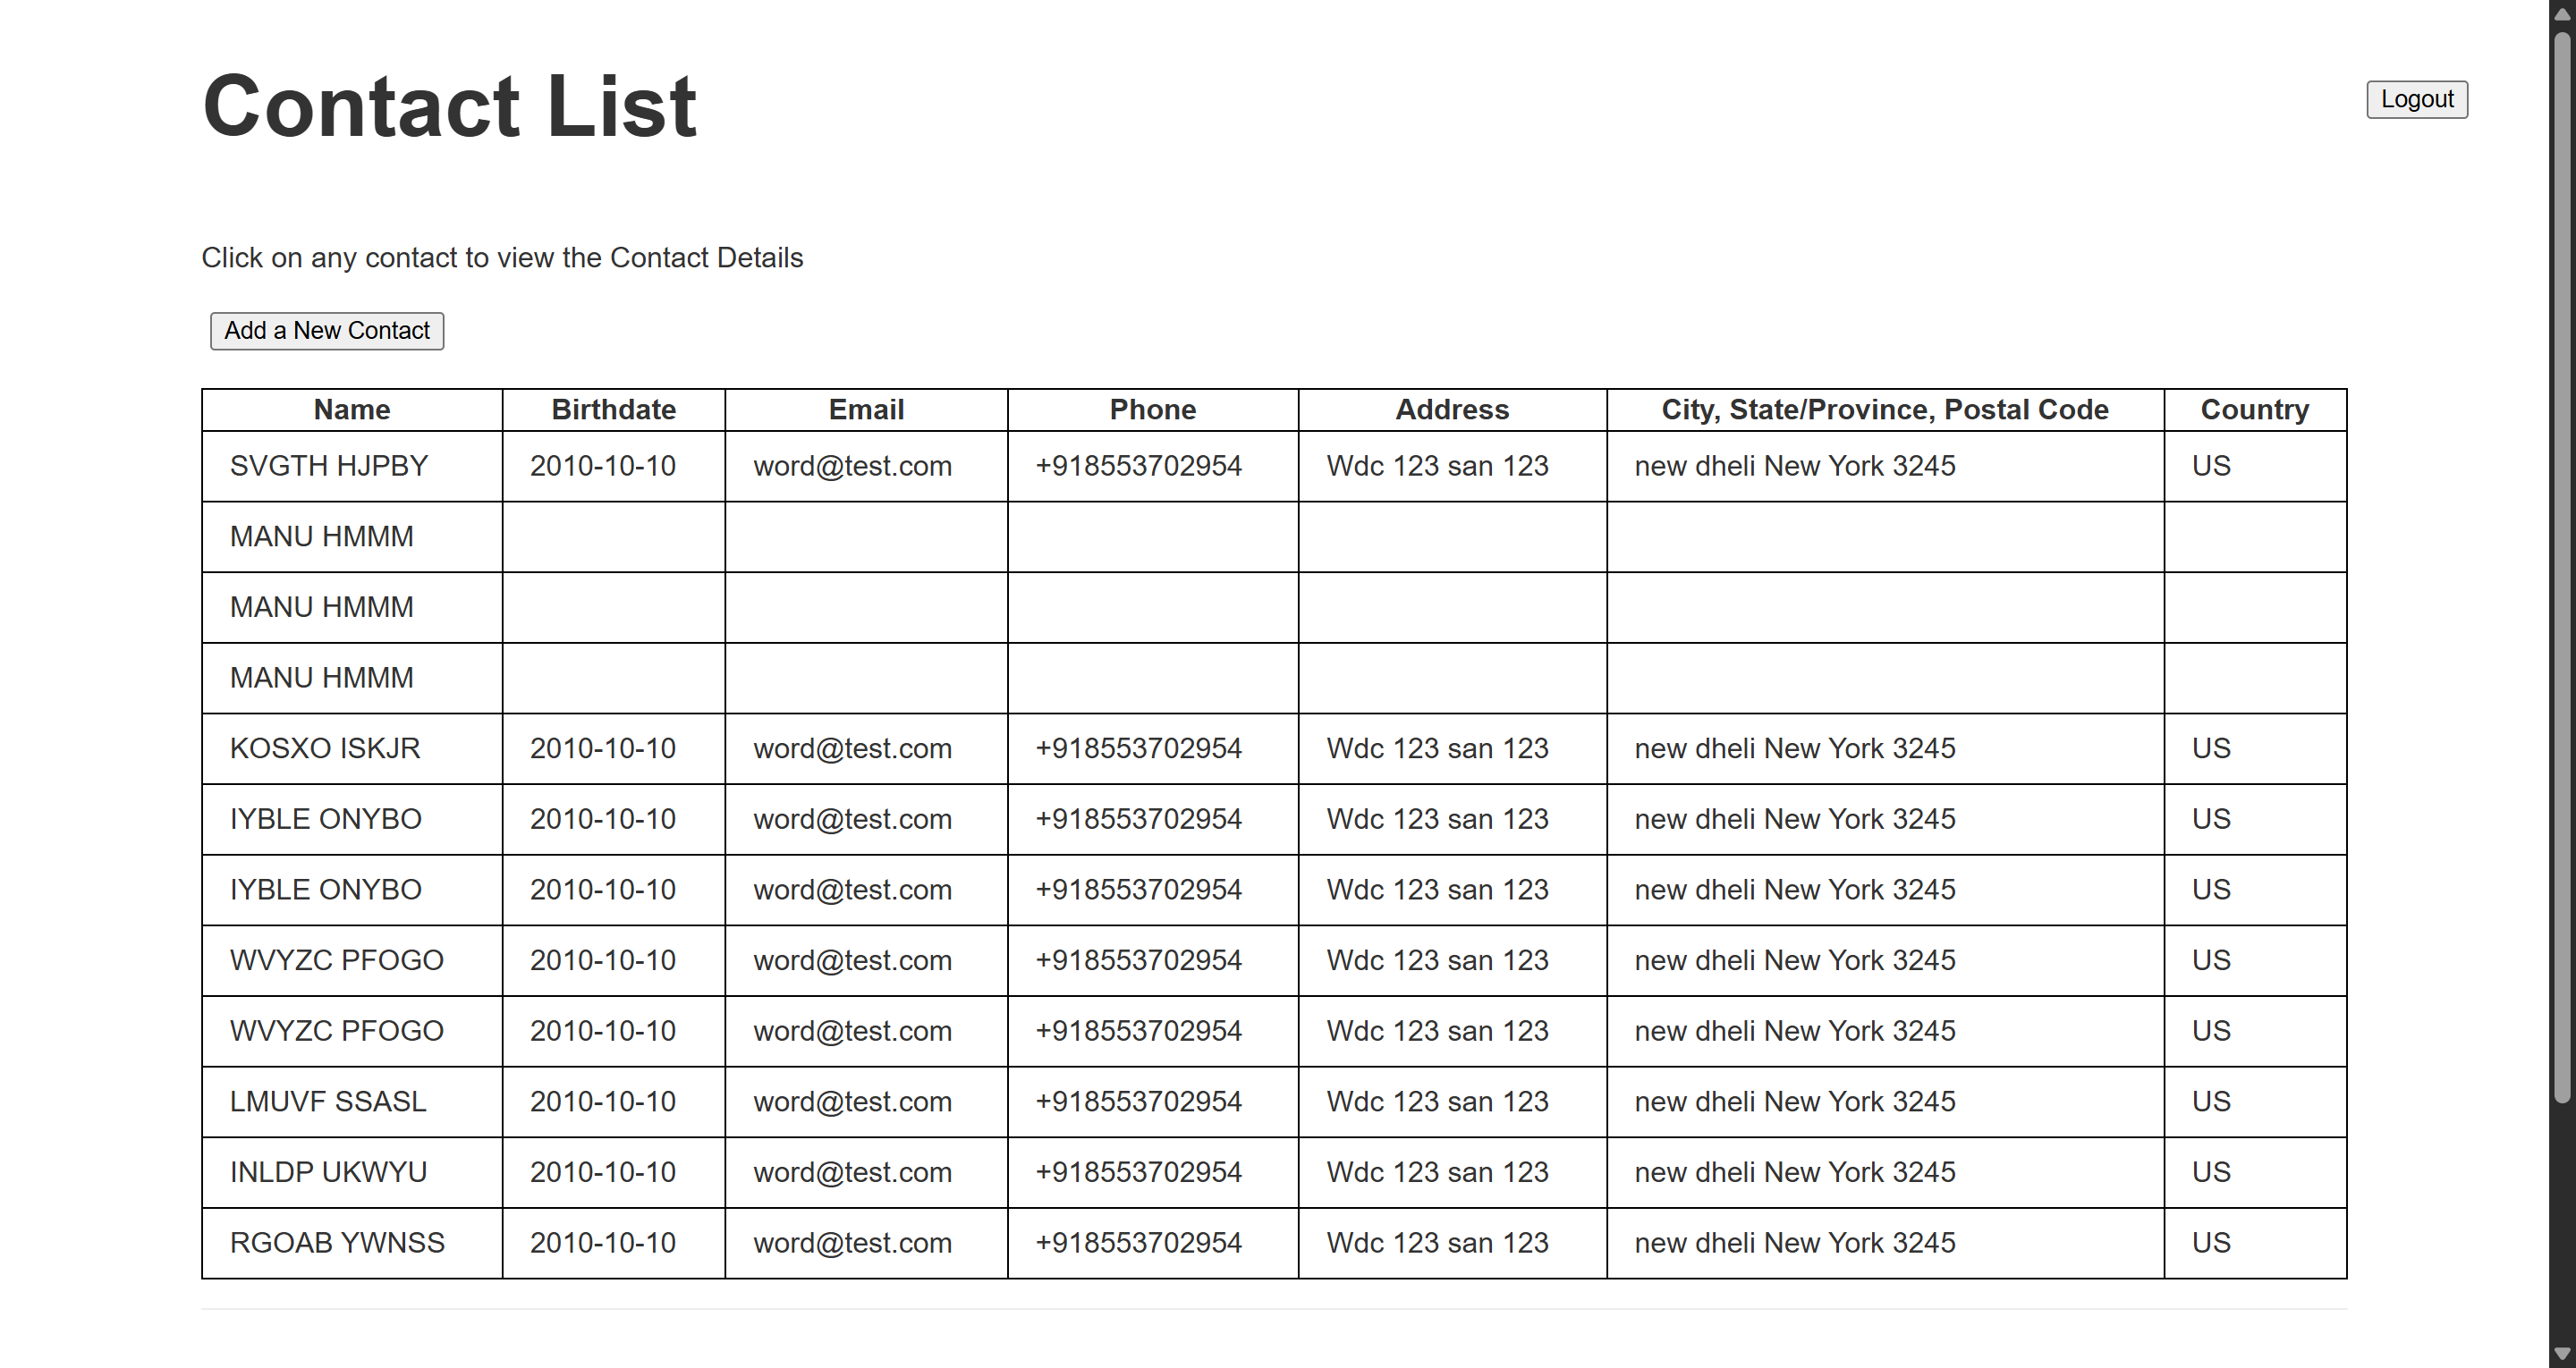 Contact List
Logout
Click on any contact to view the Contact Details
Add a New Contact
Name Birthdate Email Phone Address City, State/Province, Postal Code Country
SVGTH HJPBY 2010-10-10 word@test.com +918553702954 Wdc 123 san 123 new dheli New York 3245 US
MANU HMMM
MANU HMMM
MANU HMMM
KOSXO ISKJR 2010-10-10 word@test.com +918553702954 Wdc 123 san 123 new dheli New York 3245 US
IYBLE ONYBO 2010-10-10 word@test.com +918553702954 Wdc 123 san 123 new dheli New York 3245 US
IYBLE ONYBO 2010-10-10 word@test.com +918553702954 Wdc 123 san 123 new dheli New York 3245 US
WVYZC PFOGO 2010-10-10 word@test.com +918553702954 Wdc 123 san 123 new dheli New York 3245 US
WVYZC PFOGO 2010-10-10 word@test.com +918553702954 Wdc 123 san 123 new dheli New York 3245 US
LMUVF SSASL 2010-10-10 word@test.com +918553702954 Wdc 123 san 123 new dheli New York 3245 US
INLDP UKWYU 2010-10-10 word@test.com +918553702954 Wdc 123 san 123 new dheli New York 3245 US
RGOAB YWNSS 2010-10-10 word@test.com +918553702954 Wdc 123 san 123 new dheli New York 3245 US